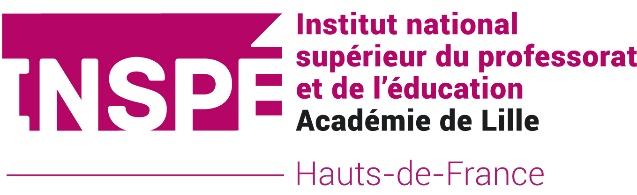 INSPÉ
Institut national
supérieur du professorat
et de l'éducation
Académie de Lille
Hauts-de-France